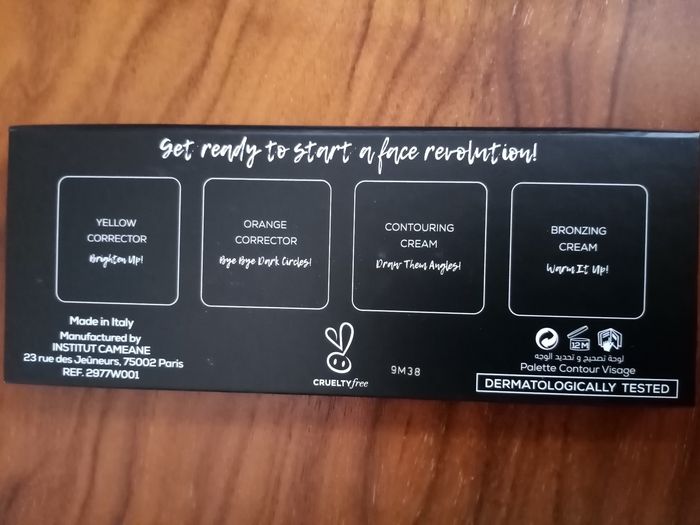 Get ready to start a face revolution!
YELLOW
CORRECTOR
Brighten Up!
ORANGE
CORRECTOR
Bye Bye Dark Circles!
CONTOURING
CREAM
Draw Them Angles!
BRONZING
CREAM
Warm It Up!
Made in Italy
Manufactured by
INSTITUT CAMEANE
23 rue des Jeûneurs, 75002 Paris
REF. 2977W001
CRUELTY free
9M38
12M
لوحة تصحيح و تحديد الوجه
Palette Contour Visage
DERMATOLOGICALLY TESTED